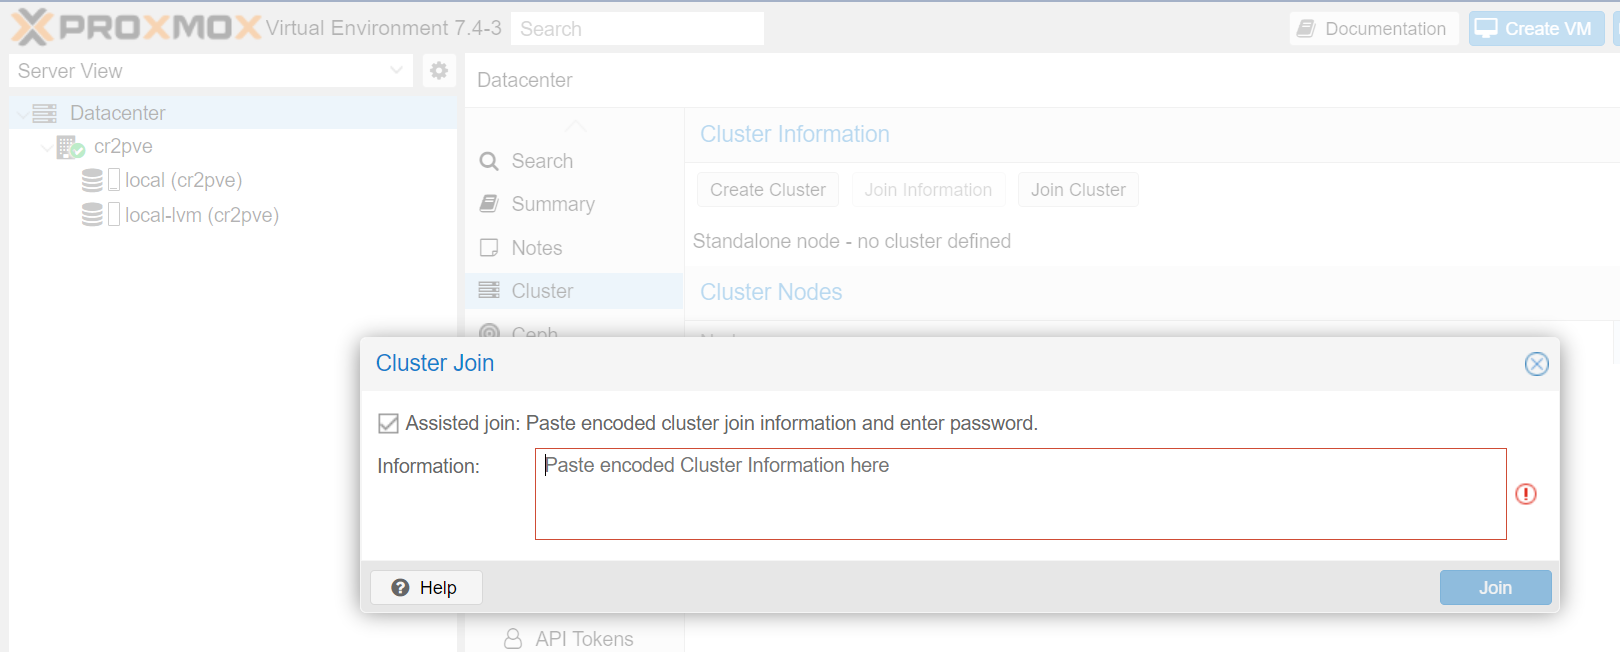 PROXMOX Virtual Environment 7.4-3 Search Documentation Create VM
Server View
Datacenter
cr2pve
local (cr2pve)
local-lvm (cr2pve)
Datacenter
Search
Summary
Notes
Cluster
Ceph
API Tokens
Cluster Information
Create Cluster Join Information Join Cluster
Standalone node - no cluster defined
Cluster Nodes
Cluster Join
Assisted join: Paste encoded cluster join information and enter password.
Information: Paste encoded Cluster Information here
Help Join